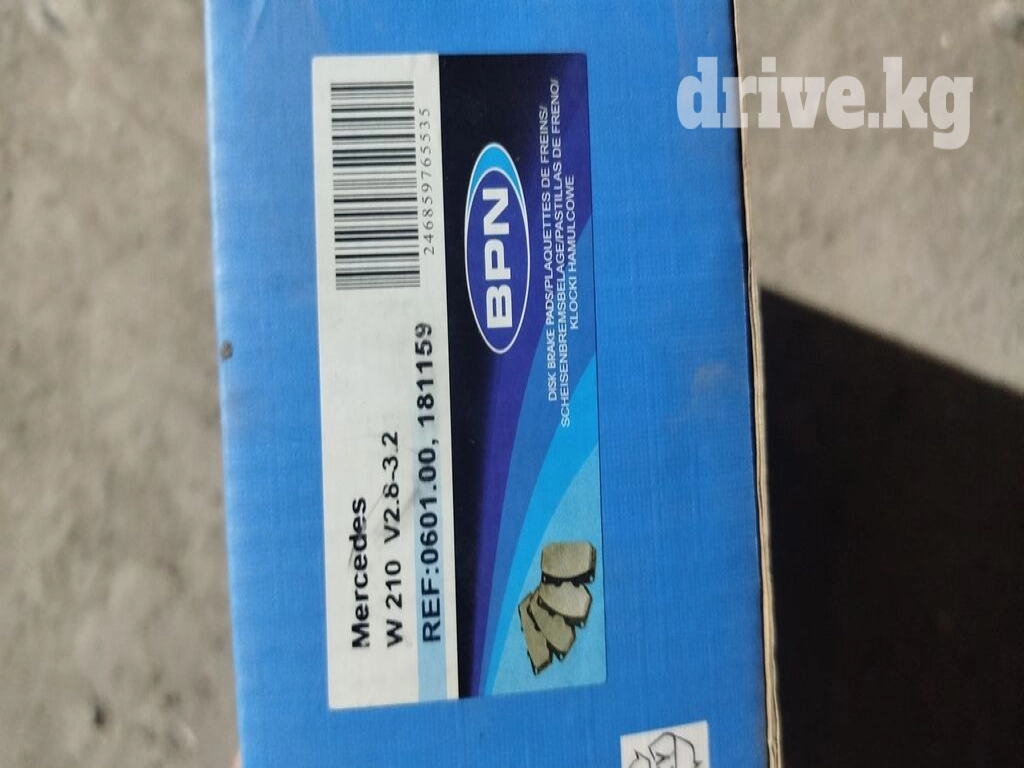 drive.kg
Mercedes
W 210 V2.8-3.2
REF:0601.00, 181159
246859765535
BPN
DISK BRAKE PADS/PLAQUETTES DE FREINS/
SCHEISENBREMSBELAGE/PASTILLAS DE FRENO/
KLOCKI HAMULCOWE